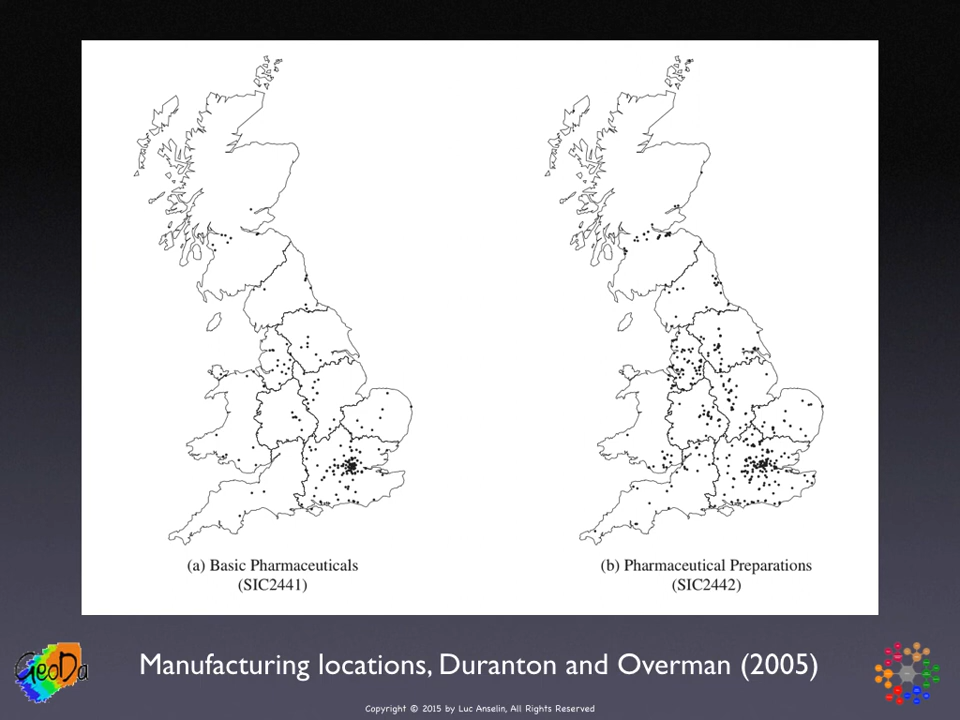 (a) Basic Pharmaceuticals
(SIC2441)
(b) Pharmaceutical Preparations
(SIC2442)
GeoDa
Manufacturing locations, Duranton and Overman (2005)
Copyright © 2015 by Luc Anselin, All Rights Reserved